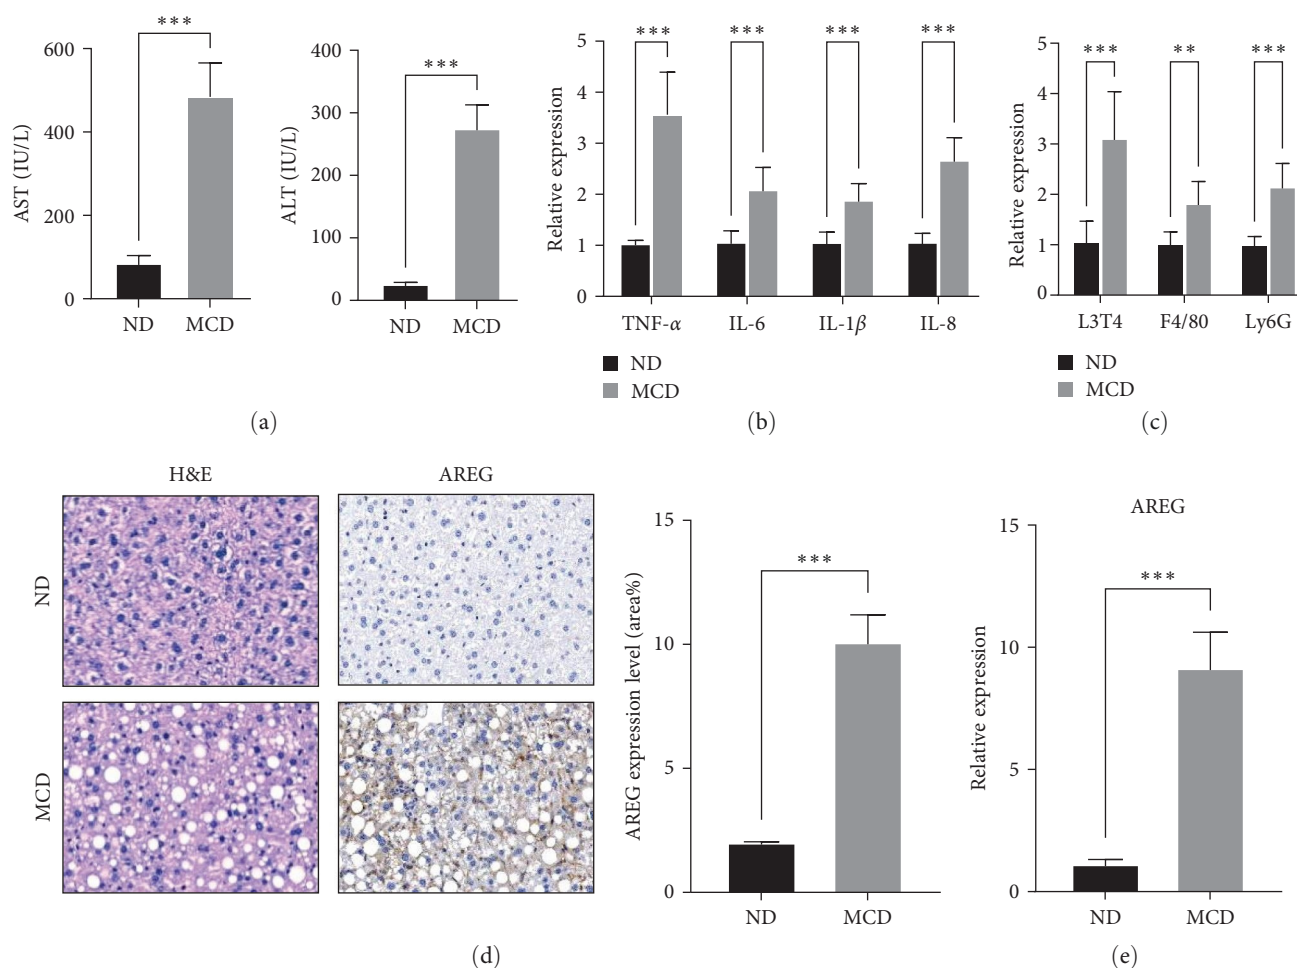 ***
600
400
200
0
AST (IU/L)
ND MCD
***
400
300
200
100
0
ALT (IU/L)
ND MCD
(a)
*** *** *** ***
5
4
3
2
1
0
Relative expression
TNF-α IL-6 IL-1β IL-8
ND
MCD
(b)
*** ** ***
5
4
3
2
1
0
Relative expression
L3T4 F4/80 Ly6G
ND
MCD
(c)
H&E AREG
ND
MCD
***
15
10
5
0
AREG expression level (area%)
ND MCD
(d)
AREG
***
15
10
5
0
Relative expression
ND MCD
(e)